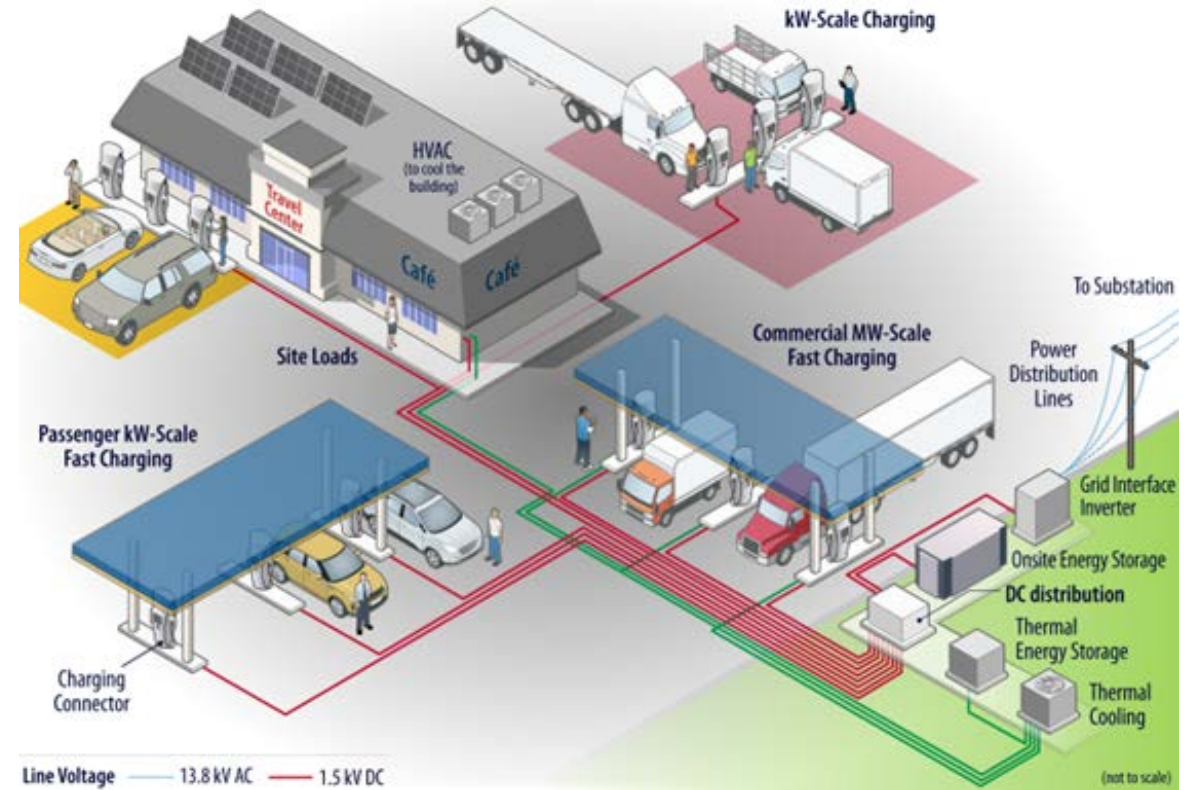 kW-Scale Charging
HVAC
(to cool the
building)
Travel
Center
Café
Café
To Substation
Site Loads
Commercial MW-Scale
Fast Charging
Power
Distribution
Lines
Passenger kW-Scale
Fast Charging
Grid Interface
Inverter
Onsite Energy Storage
DC distribution
Thermal
Energy Storage
Charging
Connector
Thermal
Cooling
Line Voltage 13.8 kV AC 1.5 kV DC
(not to scale)